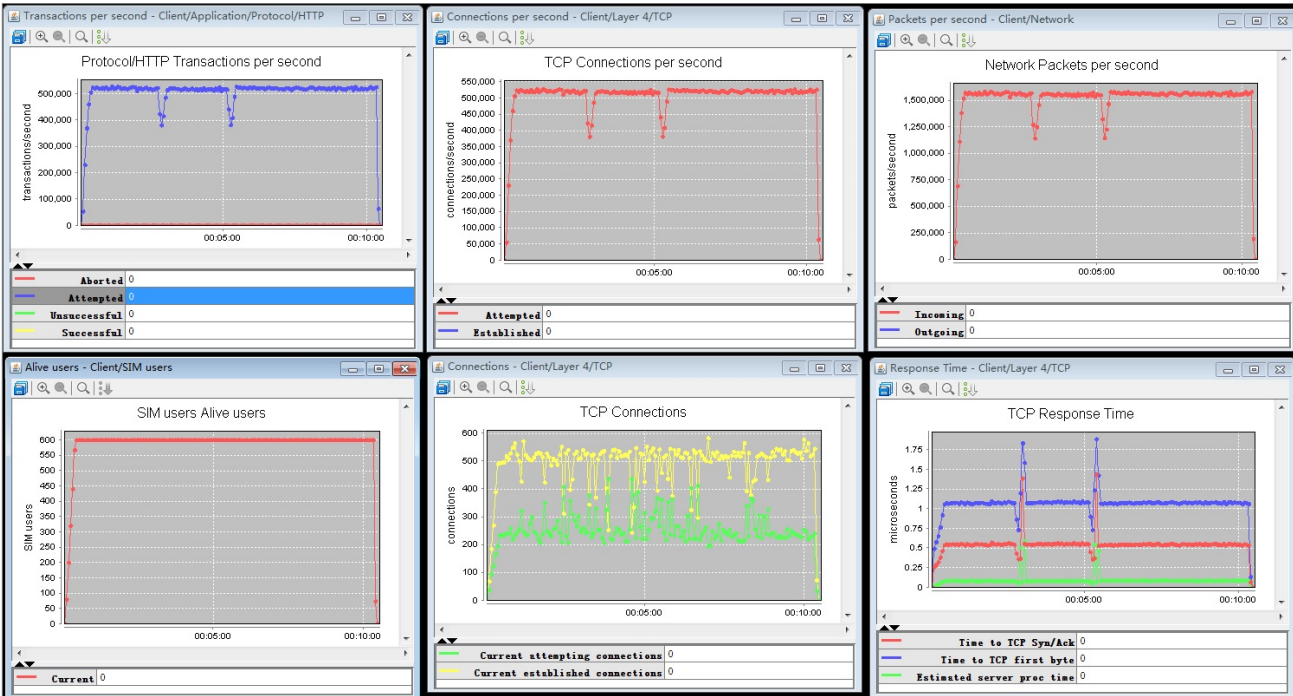 Transactions per second - Client/Application/Protocol/HTTP
Protocol/HTTP Transactions per second
transactions/second
500,000
400,000
300,000
200,000
100,000
0
00:05:00
00:10:00
Aborted 0
Attempted 0
Unsuccessful 0
Successful 0
Connections per second - Client/Layer 4/TCP
TCP Connections per second
connections/second
550,000
500,000
450,000
400,000
350,000
300,000
250,000
200,000
150,000
100,000
50,000
0
00:05:00
00:10:00
Attempted 0
Established 0
Packets per second - Client/Network
Network Packets per second
packets/second
1,500,000
1,250,000
1,000,000
750,000
500,000
250,000
0
00:05:00
00:10:00
Incoming 0
Outgoing 0
Alive users - Client/SIM users
SIM users Alive users
SIM users
600
550
500
450
400
350
300
250
200
150
100
50
0
00:05:00
00:10:00
Current 0
Connections - Client/Layer 4/TCP
TCP Connections
connections
600
500
400
300
200
100
0
00:05:00
00:10:00
Current attempting connections 0
Current established connections 0
Response Time - Client/Layer 4/TCP
TCP Response Time
microseconds
1.75
1.5
1.25
1
0.75
0.5
0.25
0
00:05:00
00:10:00
Time to TCP Syn/Ack 0
Time to TCP first byte 0
Estimated server proc time 0